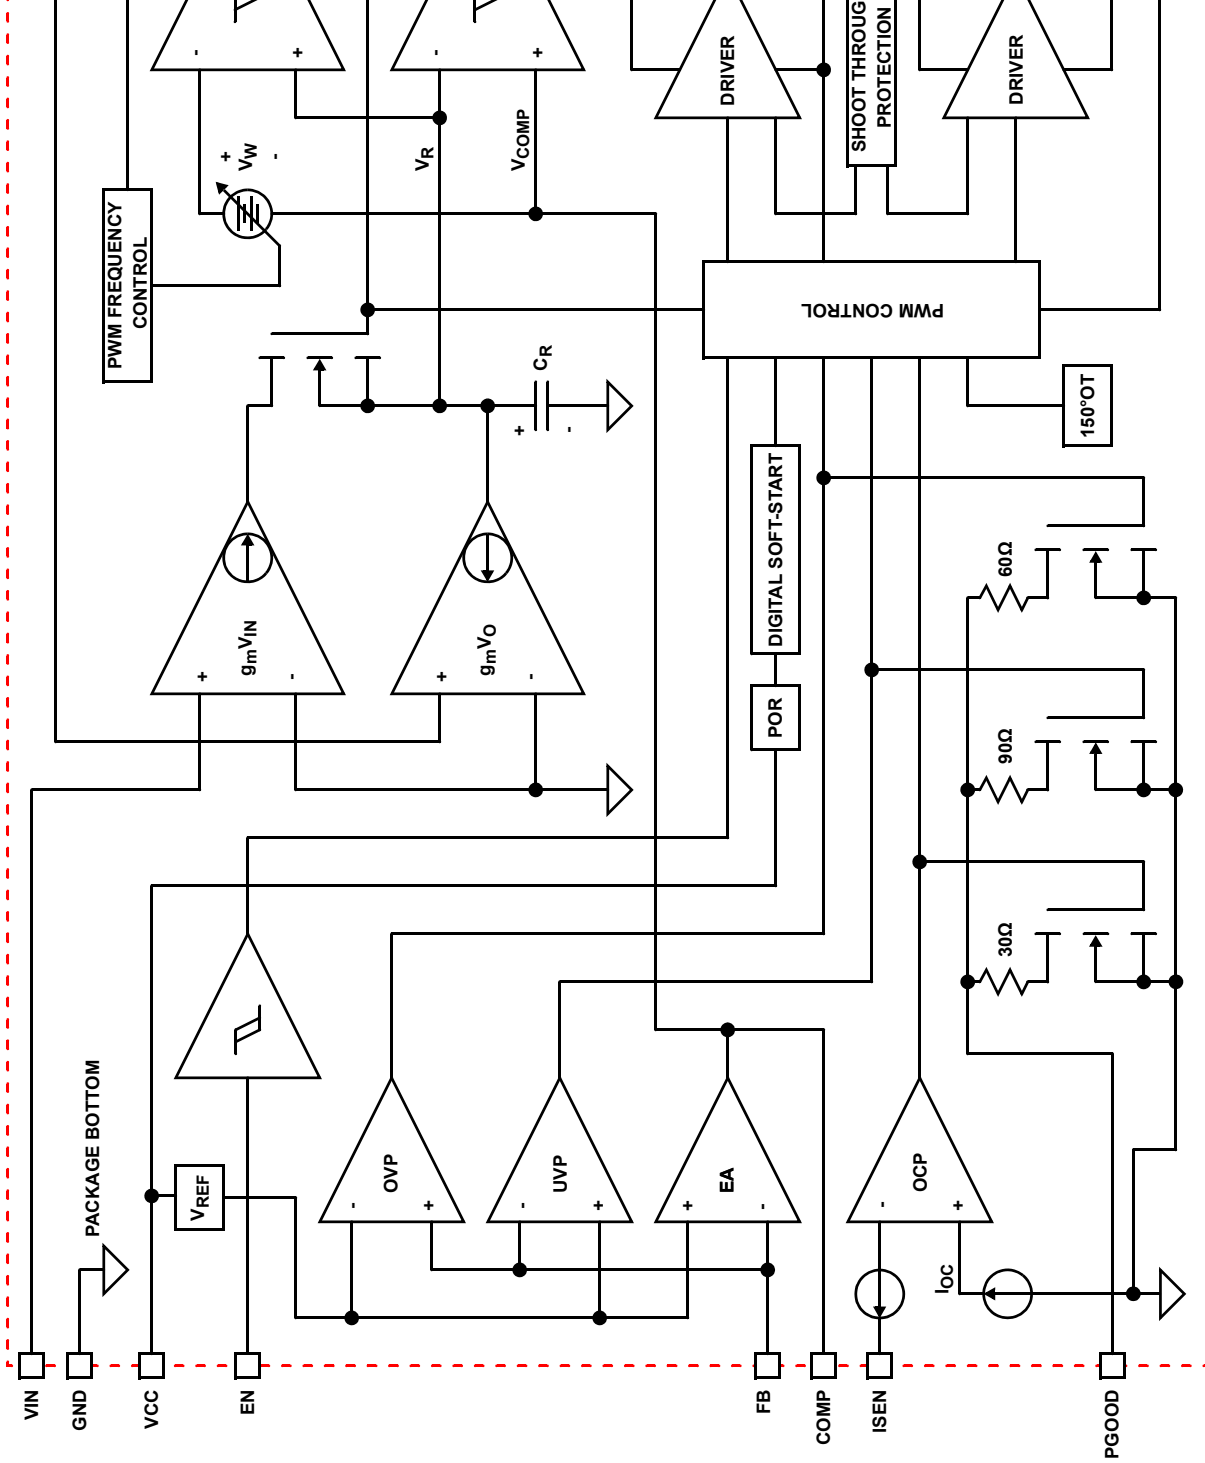 VIN
GND
VCC
EN
FB
COMP
ISEN
PGOOD
PACKAGE BOTTOM
VREF
OVP
- +
UVP
- +
EA
+ -
OCP
- +
IOC
30Ω
90Ω
60Ω
POR
DIGITAL SOFT-START
150°OT
gmVIN
+ -
gmVO
+ -
CR
+ -
PWM FREQUENCY
CONTROL
+
VW
-
VR
VCOMP
- +
- +
PWM CONTROL
DRIVER
SHOOT THROUG
PROTECTION
DRIVER